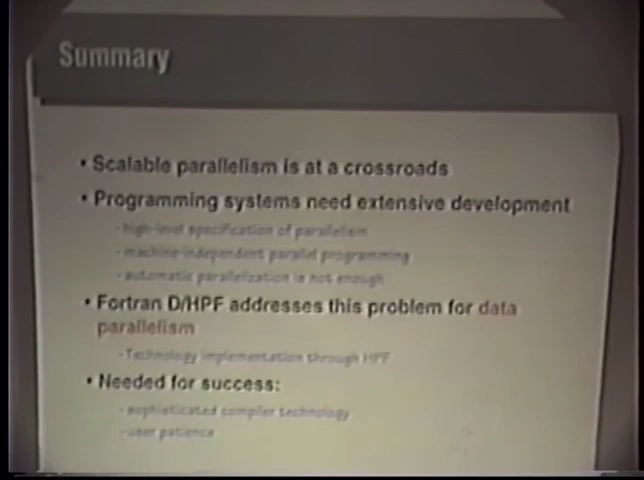 Summary
• Scalable parallelism is at a crossroads
• Programming systems need extensive development
- high-level specification of parallelism
- machine-independent parallel programming
- automatic parallelization is not enough
• Fortran D/HPF addresses this problem for data
parallelism
- Technology implementation through HPF
• Needed for success:
- sophisticated compiler technology
- user patience